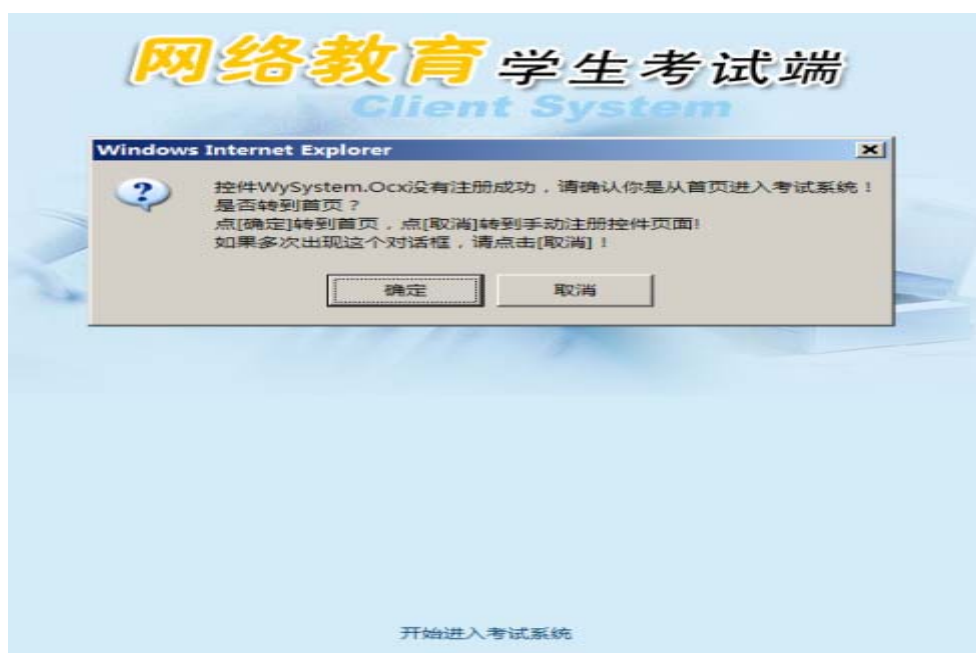 网络教育 学生考试端
Client System
Windows Internet Explorer
控件WySystem.Ocx没有注册成功，请确认你是从首页进入考试系统！
是否转到首页？
点[确定]转到首页，点[取消]转到手动注册控件页面!
如果多次出现这个对话框，请点击[取消]！
确定 取消
开始进入考试系统